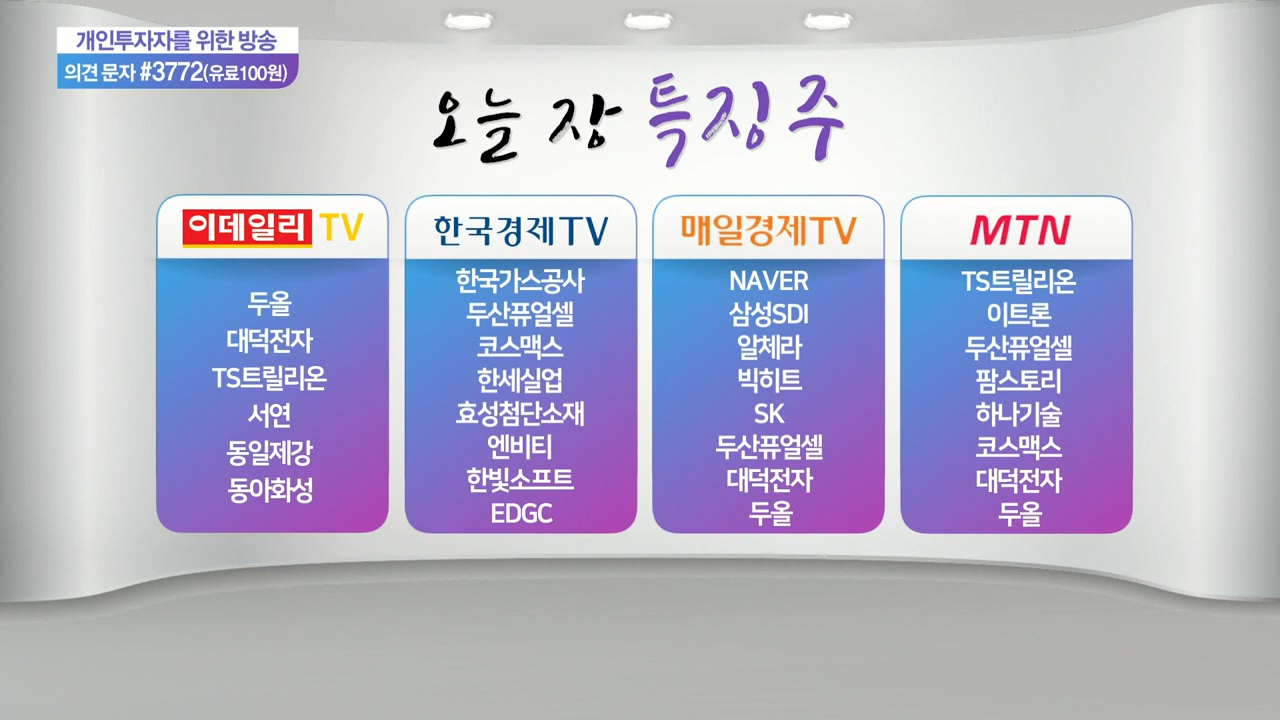 개인투자자를 위한 방송
의견 문자 #3772(유료100원)
오늘 장 특징주
이데일리 TV
두올
대덕전자
TS트릴리온
서연
동일제강
동아화성
한국경제TV
한국가스공사
두산퓨얼셀
코스맥스
한세실업
효성첨단소재
엔비티
한빛소프트
EDGC
매일경제TV
NAVER
삼성SDI
알체라
빅히트
SK
두산퓨얼셀
대덕전자
두올
MTN
TS트릴리온
이트론
두산퓨얼셀
팜스토리
하나기술
코스맥스
대덕전자
두올